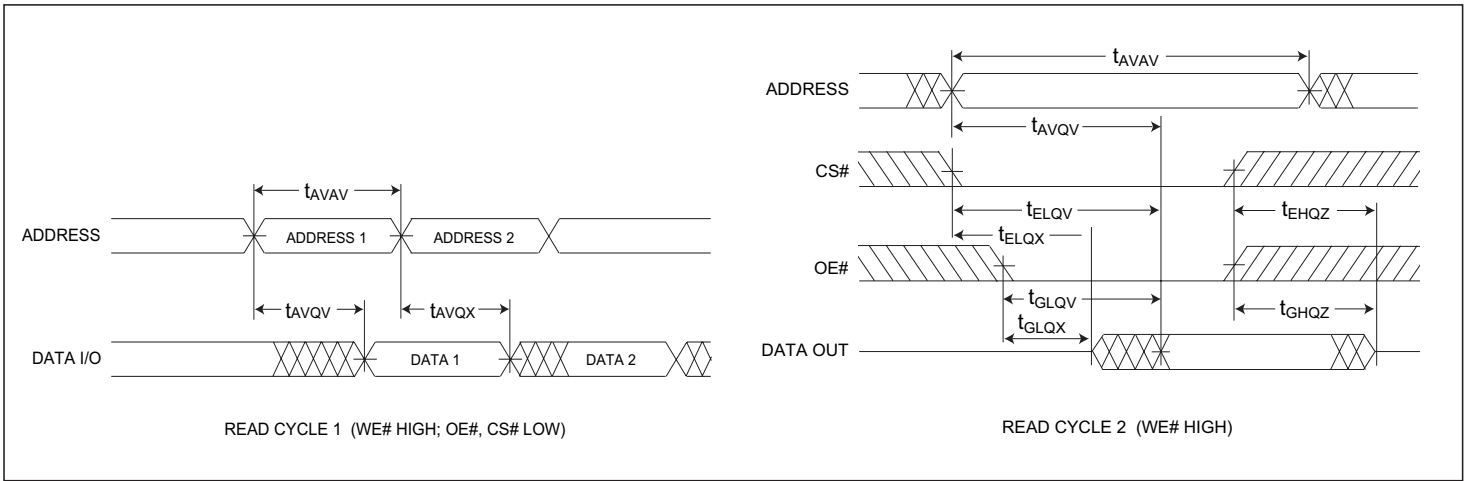 tAVAV
ADDRESS
ADDRESS 1
ADDRESS 2
tAVQV
tAVQX
DATA I/O
DATA 1
DATA 2
READ CYCLE 1 (WE# HIGH; OE#, CS# LOW)
tAVAV
ADDRESS
tAVQV
CS#
tELQV
tEHQZ
tELQX
OE#
tGLQV
tGHQZ
tGLQX
DATA OUT
READ CYCLE 2 (WE# HIGH)